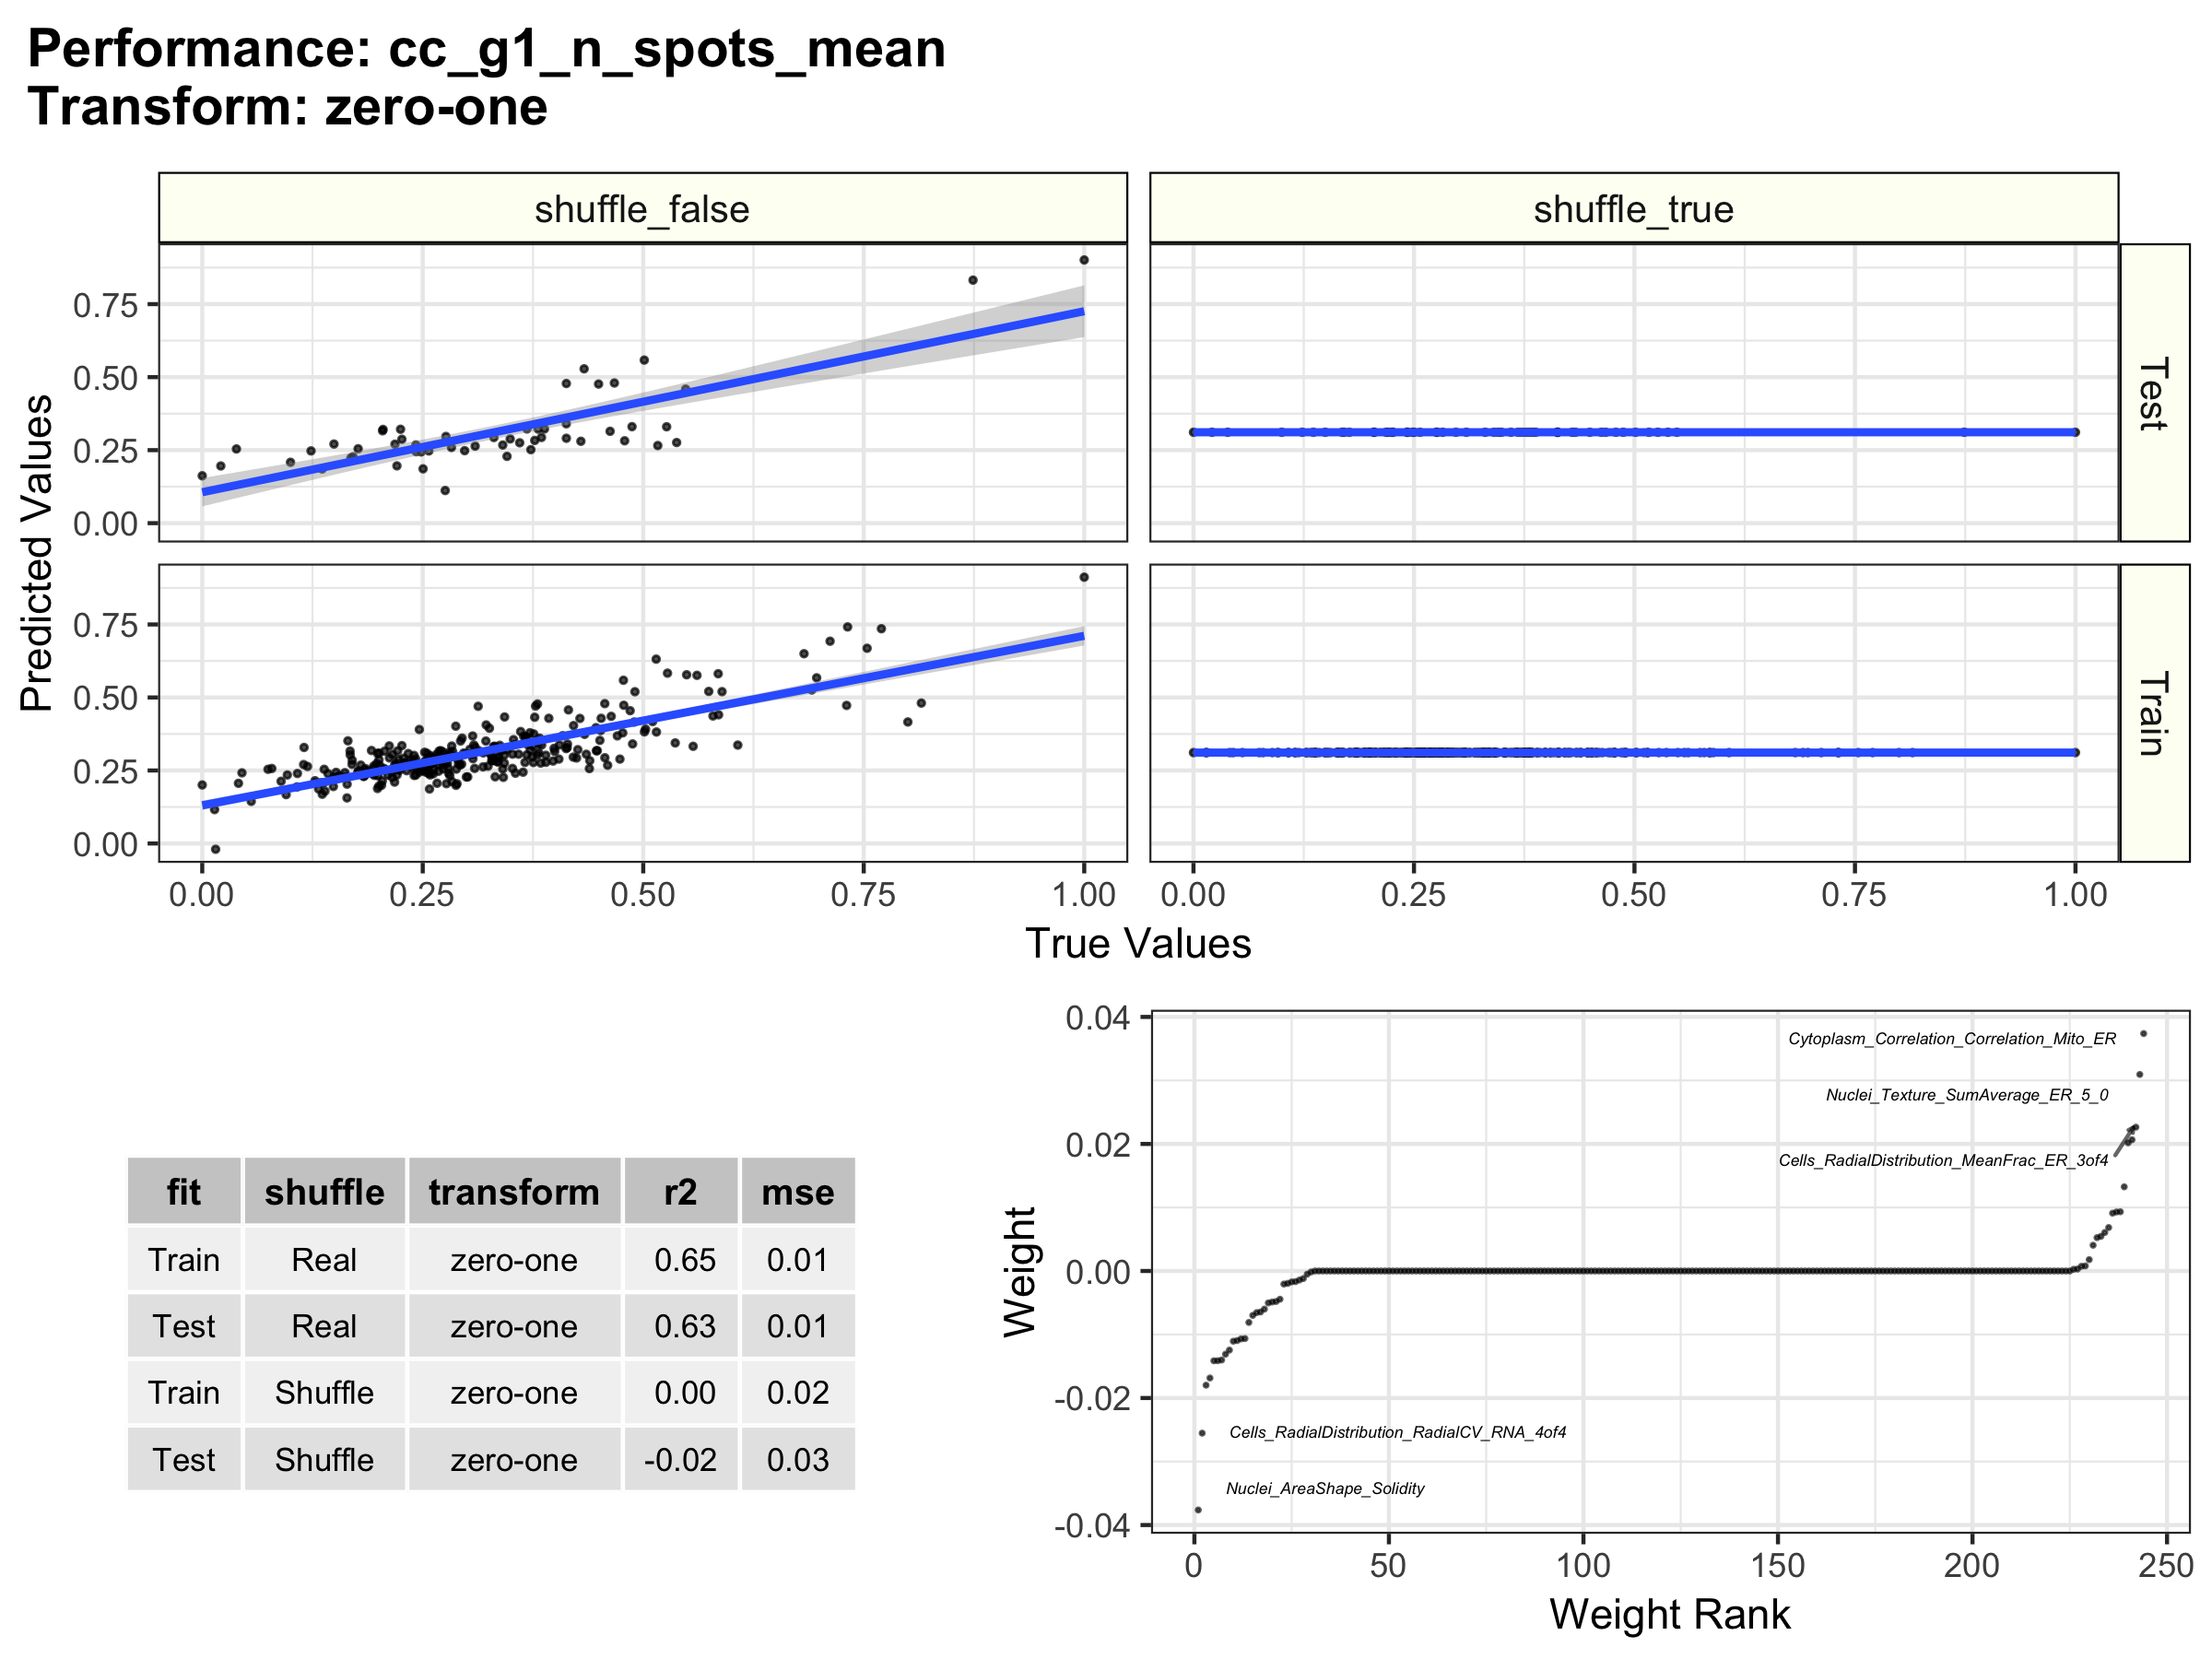 Performance: cc_g1_n_spots_mean
Transform: zero-one
shuffle_false
shuffle_true
Predicted Values
0.75
0.50
0.25
0.00
Test
0.75
0.50
0.25
0.00
Train
0.00 0.25 0.50 0.75 1.00
0.00 0.25 0.50 0.75 1.00
True Values
fit shuffle transform r2 mse
Train Real zero-one 0.65 0.01
Test Real zero-one 0.63 0.01
Train Shuffle zero-one 0.00 0.02
Test Shuffle zero-one -0.02 0.03
Weight
0.04
0.02
0.00
-0.02
-0.04
Cytoplasm_Correlation_Correlation_Mito_ER
Nuclei_Texture_SumAverage_ER_5_0
Cells_RadialDistribution_MeanFrac_ER_3of4
Cells_RadialDistribution_RadialCV_RNA_4of4
Nuclei_AreaShape_Solidity
0 50 100 150 200 250
Weight Rank